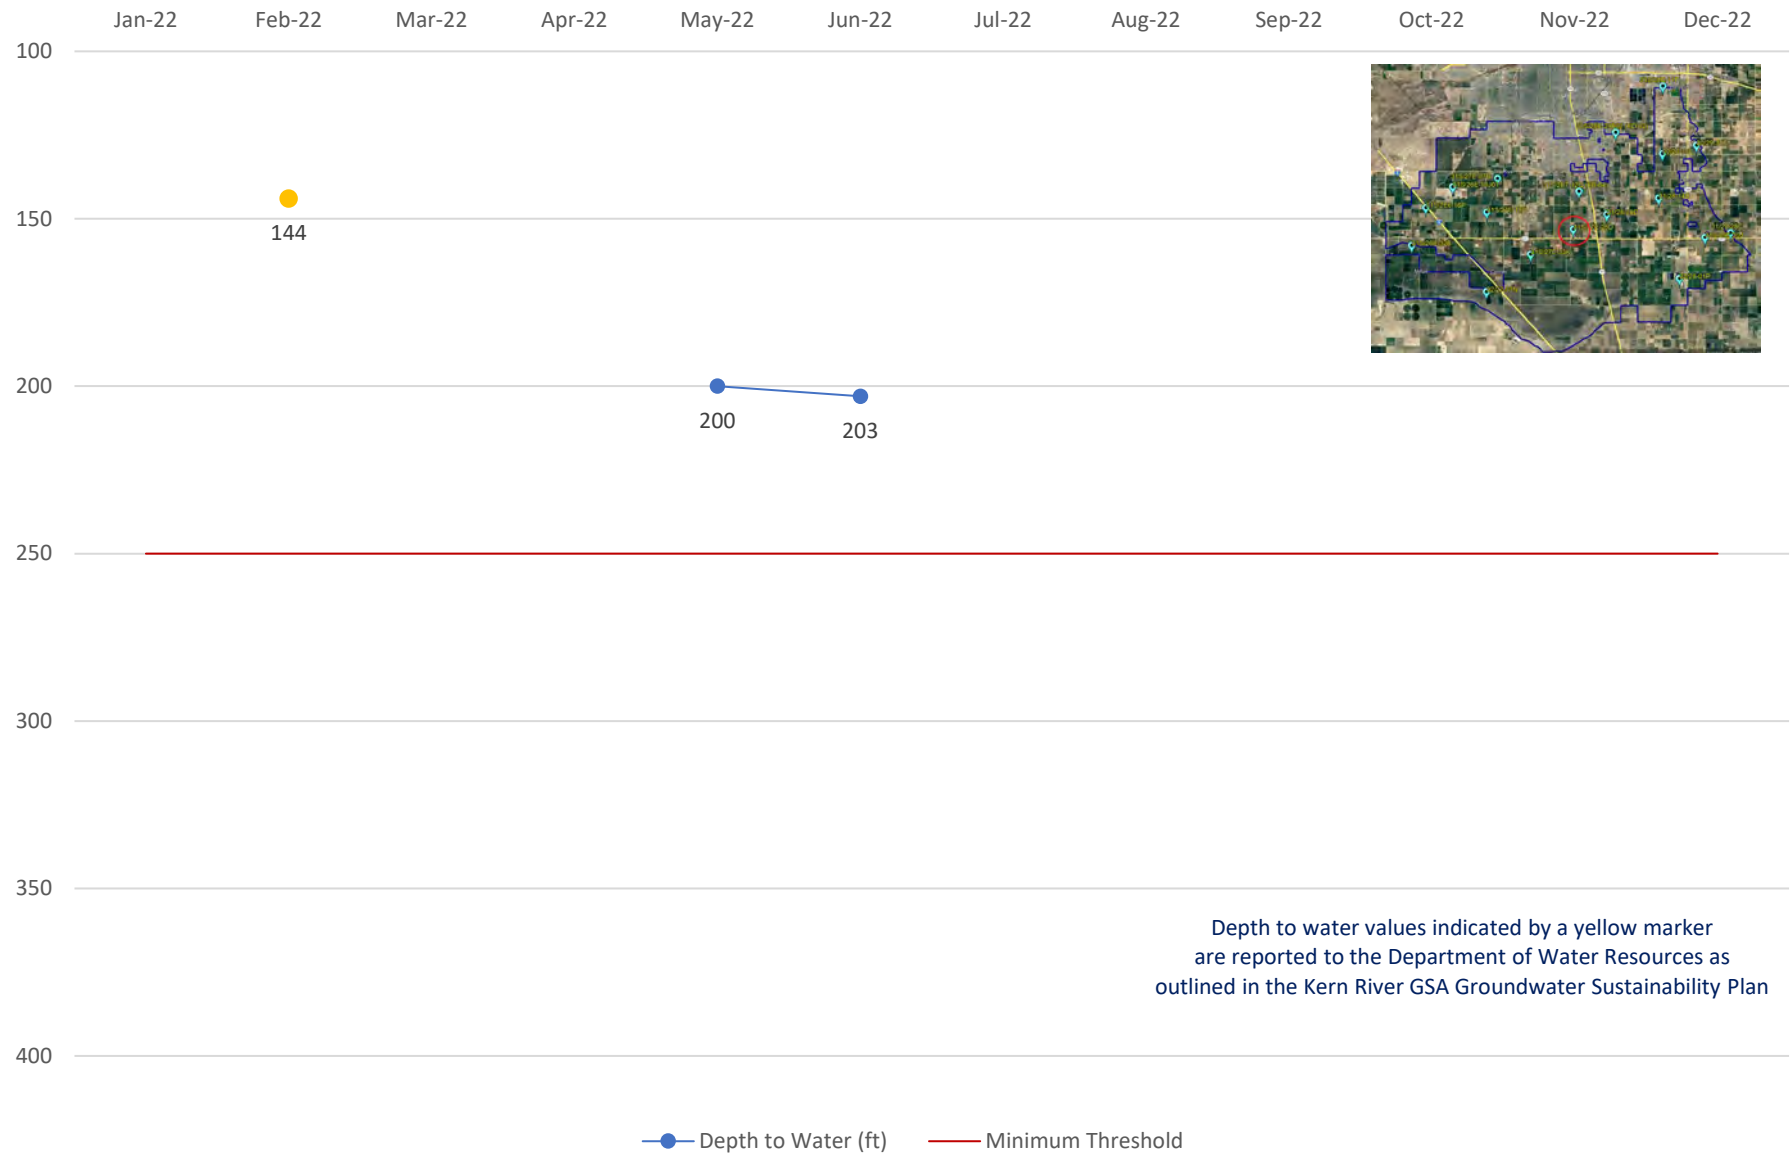 Jan-22 Feb-22 Mar-22 Apr-22 May-22 Jun-22 Jul-22 Aug-22 Sep-22 Oct-22 Nov-22 Dec-22
100
150
144
200
200
203
250
300
350
Depth to water values indicated by a yellow marker
are reported to the Department of Water Resources as
outlined in the Kern River GSA Groundwater Sustainability Plan
400
Depth to Water (ft) Minimum Threshold